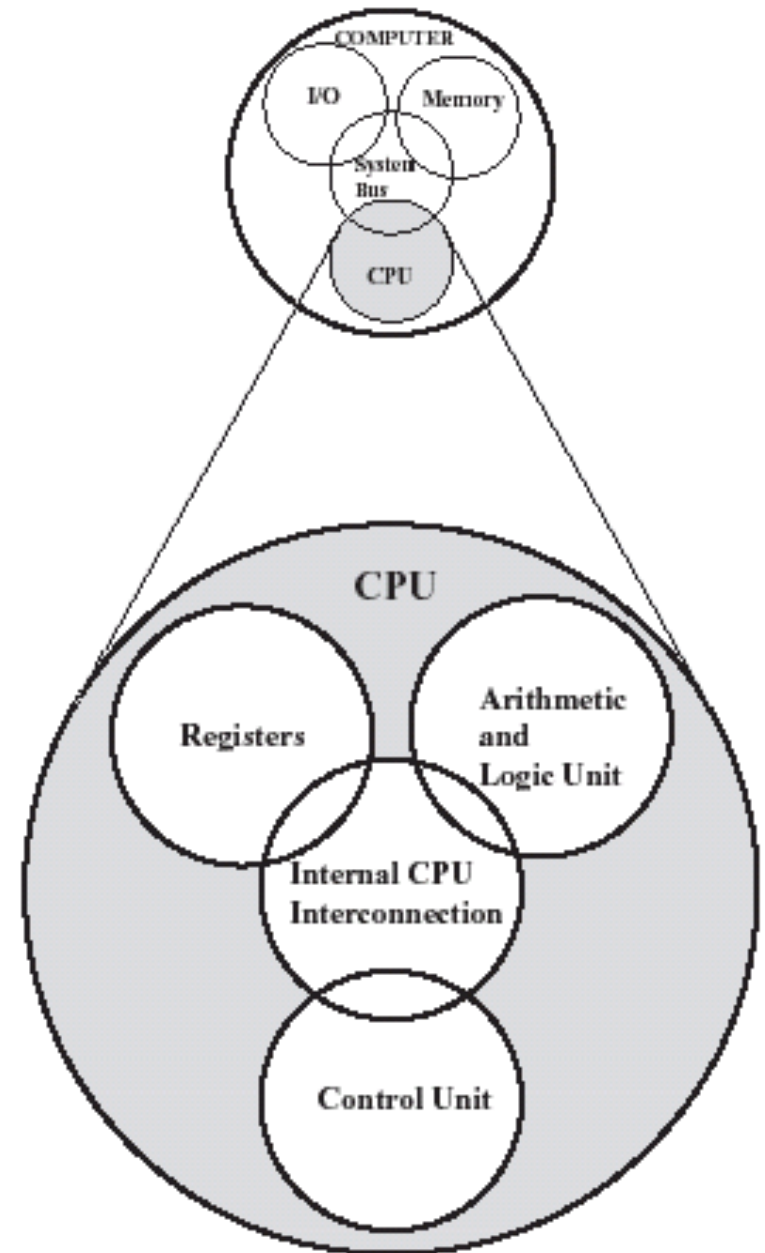 COMPUTER
I/O
Memory
System
Bus
CPU
CPU
Registers
Arithmetic
and
Logic Unit
Internal CPU
Interconnection
Control Unit